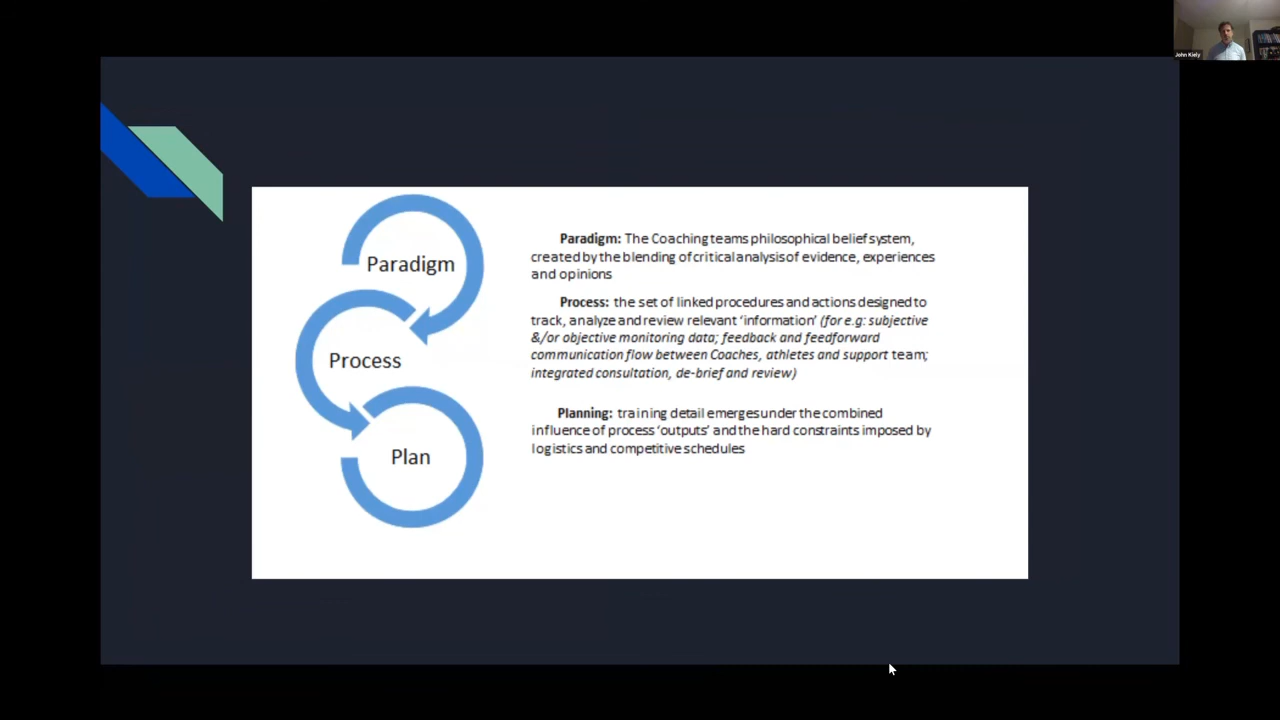 John Kiely
Paradigm
Process
Plan
Paradigm: The Coaching teams philosophical belief system,
created by the blending of critical analysis of evidence, experiences
and opinions
Process: the set of linked procedures and actions designed to
track, analyze and review relevant ‘information’ (for e.g: subjective
&/or objective monitoring data; feedback and feedforward
communication flow between Coaches, athletes and support team;
integrated consultation, de-brief and review)
Planning: training detail emerges under the combined
influence of process ‘outputs’ and the hard constraints imposed by
logistics and competitive schedules